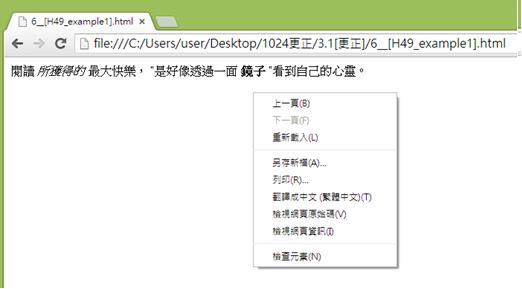 6__[H49_example1].html
file:///C:/Users/user/Desktop/1024更正/3.1[更正]/6__[H49_example1].html
閱讀 所獲得的 最大快樂， "是好像透過一面 鏡子 "看到自己的心靈。
上一頁(B)
下一頁(F)
重新載入(L)
另存新檔(A)...
列印(R)...
翻譯成中文 (繁體中文)(T)
檢視網頁原始碼(V)
檢視網頁資訊(I)
檢查元素(N)